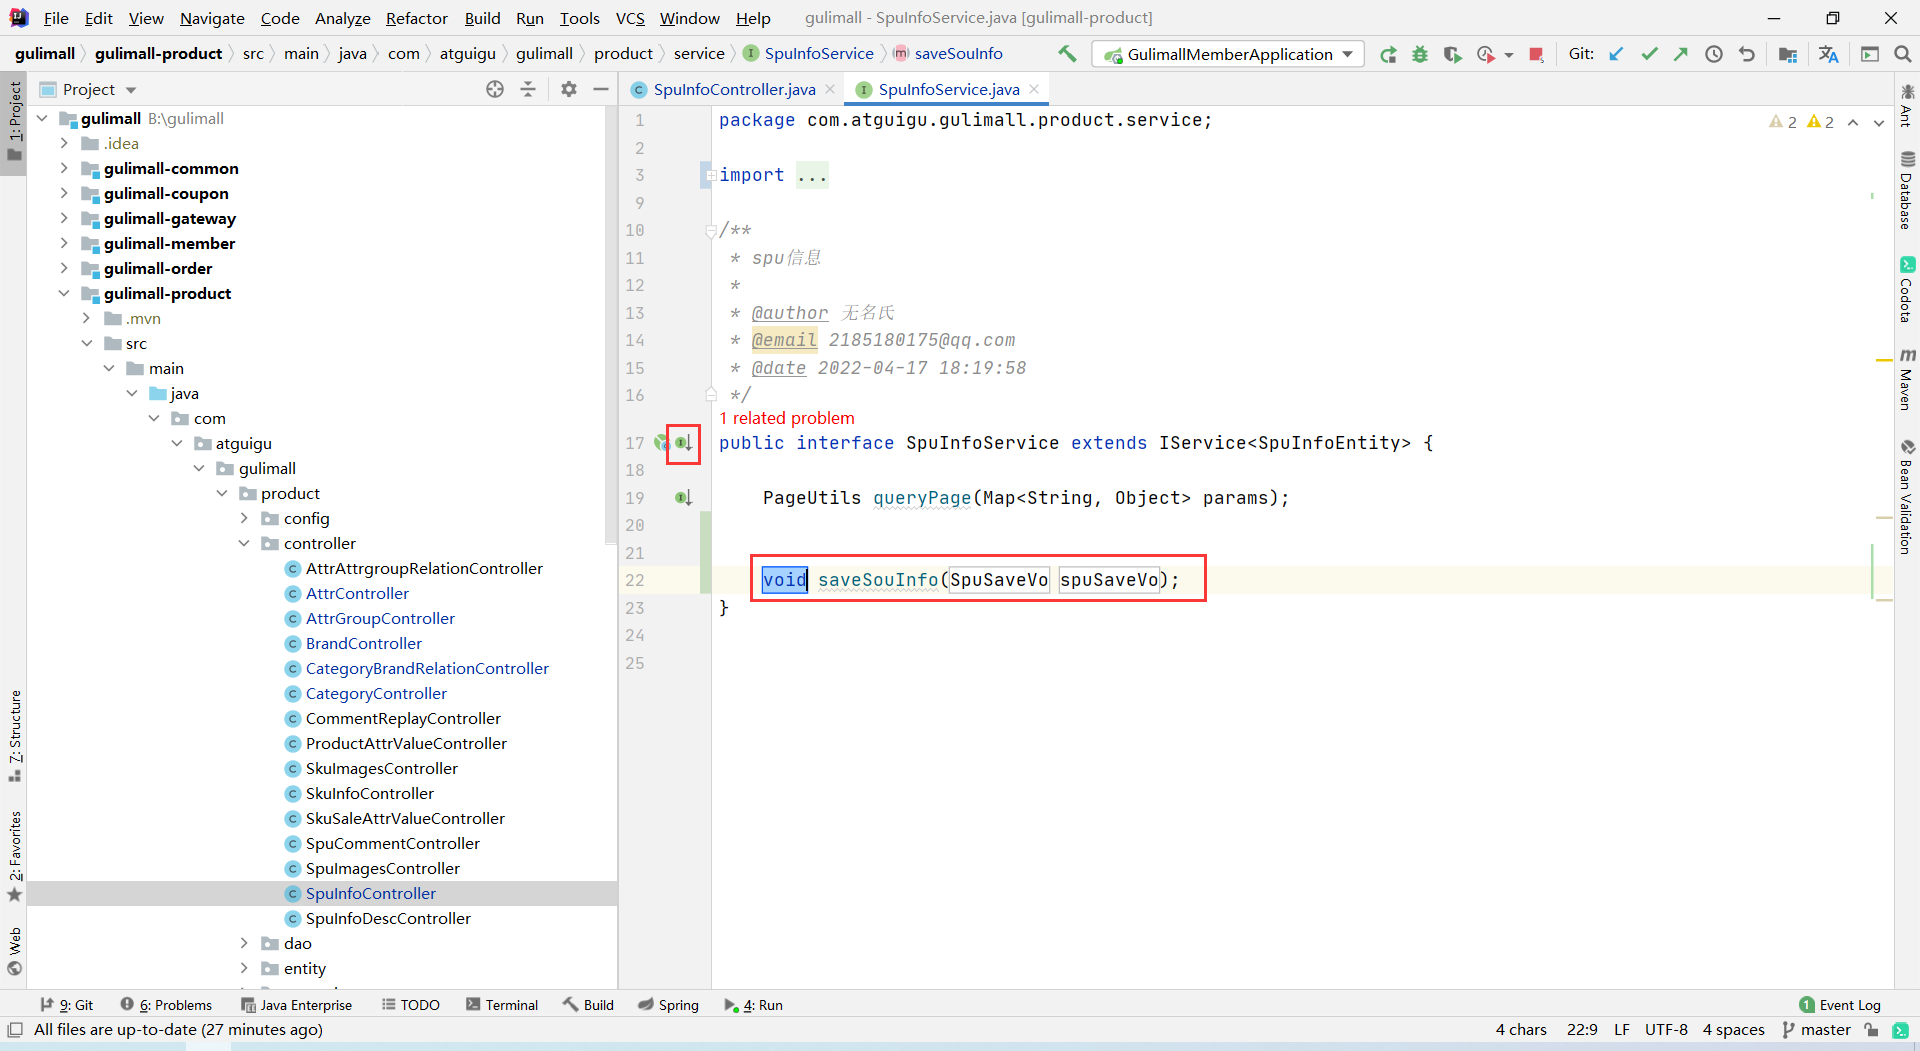 File Edit View Navigate Code Analyze Refactor Build Run Tools VCS Window Help gulimall - SpuInfoService.java [gulimall-product]
gulimall gulimall-product src main java com atguigu gulimall product service SpuInfoService saveSouInfo GulimallMemberApplication Git:
Project
SpuInfoController.java SpuInfoService.java
1: Project
7: Structure
2: Favorites
Web
gulimall B:\gulimall
.idea
gulimall-common
gulimall-coupon
gulimall-gateway
gulimall-member
gulimall-order
gulimall-product
.mvn
src
main
java
com
atguigu
gulimall
product
config
controller
AttrAttrgroupRelationController
AttrController
AttrGroupController
BrandController
CategoryBrandRelationController
CategoryController
CommentReplayController
ProductAttrValueController
SkuImagesController
SkuInfoController
SkuSaleAttrValueController
SpuCommentController
SpuImagesController
SpuInfoController
SpuInfoDescController
dao
entity
1 package com.atguigu.gulimall.product.service;
2
3 import ...
9
10 /**
11 * spu信息
12 *
13 * @author 无名氏
14 * @email 2185180175@qq.com
15 * @date 2022-04-17 18:19:58
16 */
1 related problem
17 public interface SpuInfoService extends IService<SpuInfoEntity> {
18
19 PageUtils queryPage(Map<String, Object> params);
20
21
22 void saveSouInfo(SpuSaveVo spuSaveVo);
23 }
24
25
2 2
Ant
Database
Codota
Maven
Bean Validation
9: Git 6: Problems Java Enterprise TODO Terminal Build Spring 4: Run 1 Event Log
All files are up-to-date (27 minutes ago) 4 chars 22:9 LF UTF-8 4 spaces master